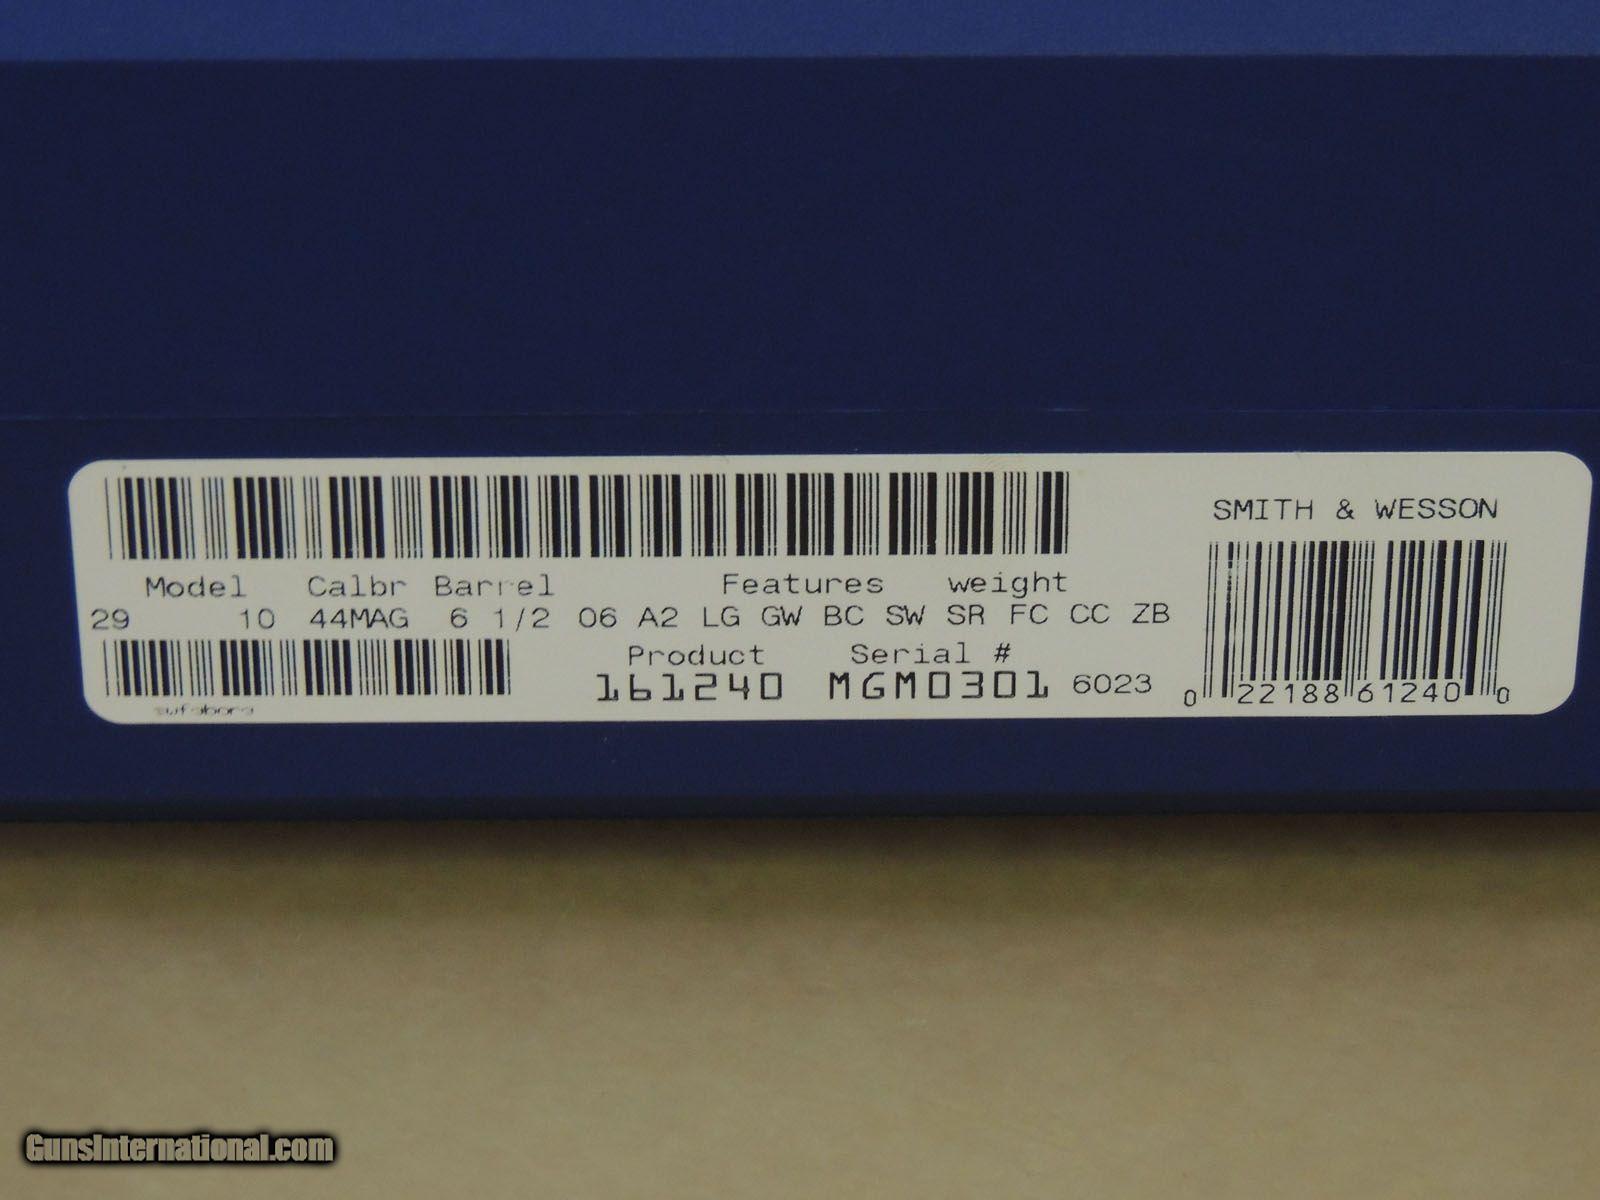 SMITH & WESSON
Model Calbr Barrel Features weight
29 10 44MAG 6 1/2 06 A2 LG GW BC SW SR FC CC ZB
Product Serial #
161240 MGM0301 6023
0 22188 61240 0
GunsInternational.com